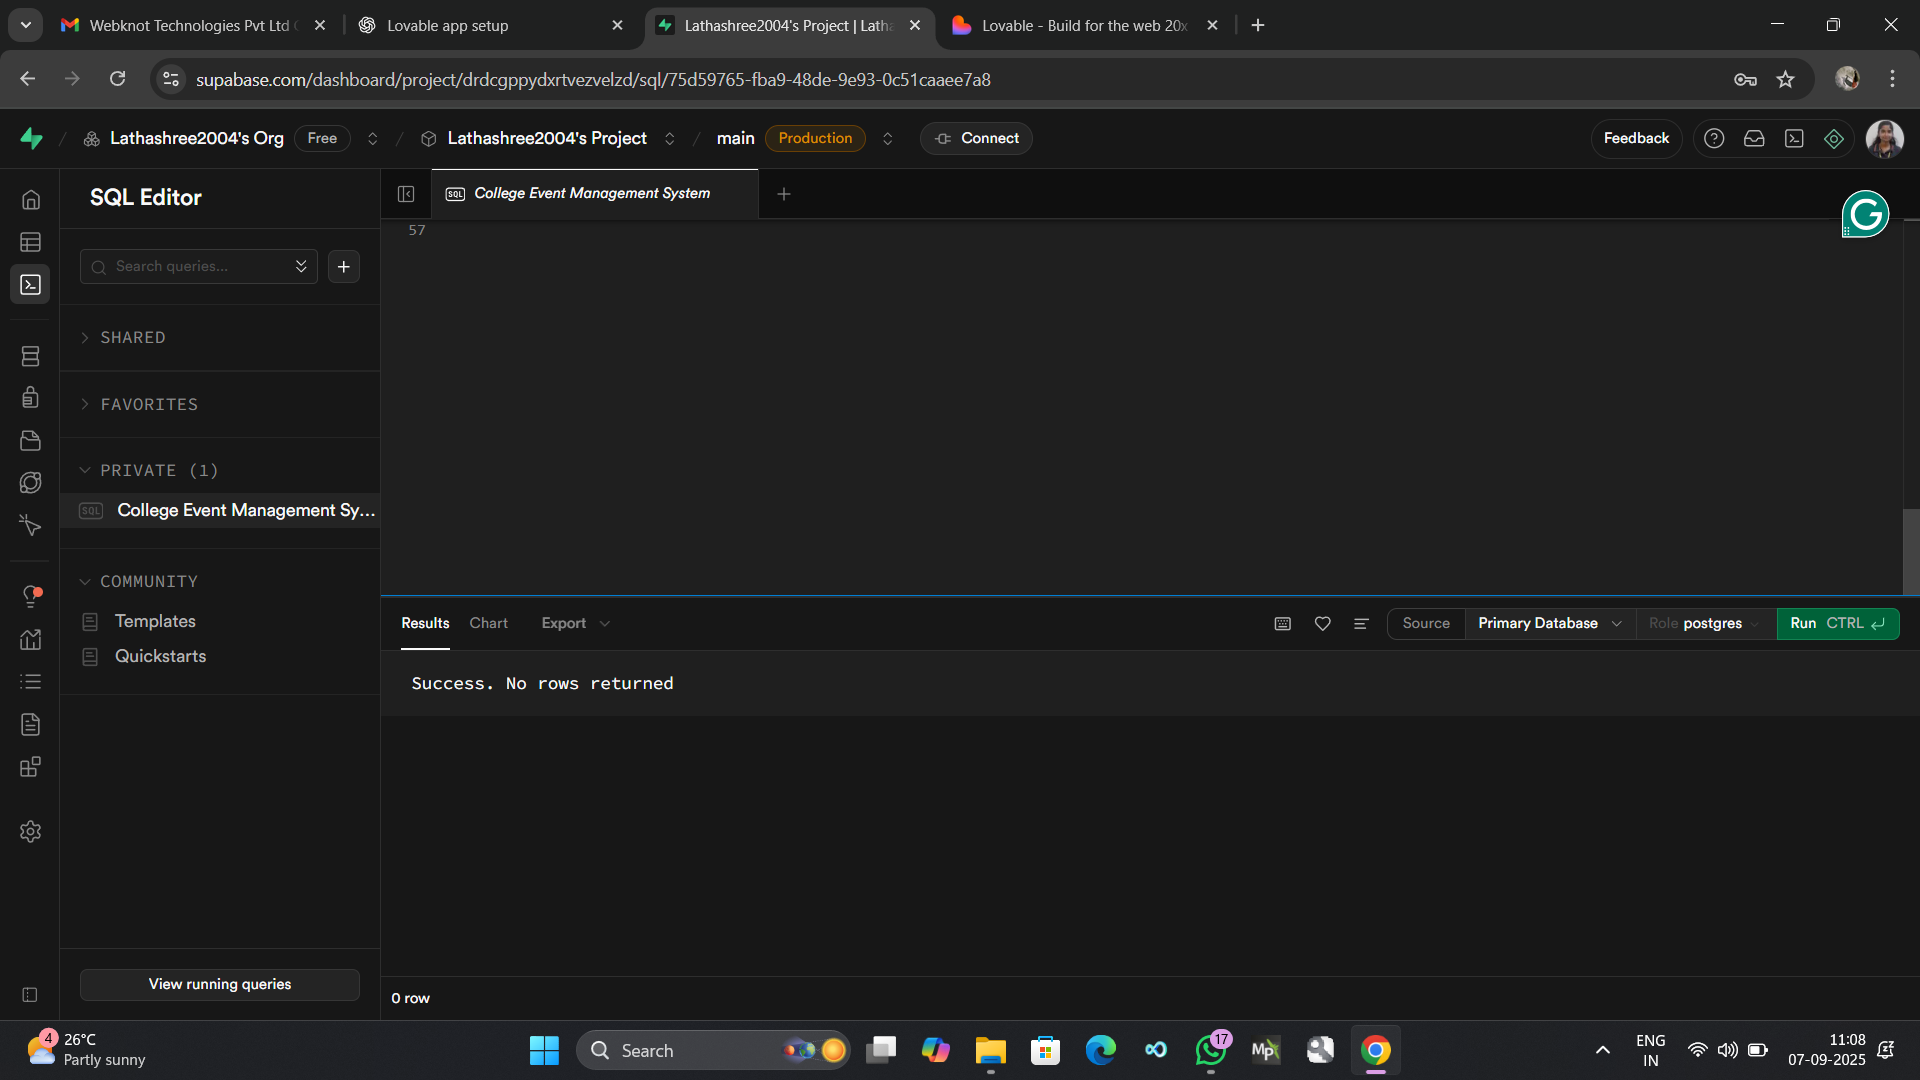 Webknot Technologies Pvt Ltd
Lovable app setup
Lathashree2004's Project | Latha
Lovable - Build for the web 20x
supabase.com/dashboard/project/drdcgppydxrtvezvelzd/sql/75d59765-fba9-48de-9e93-0c51caaee7a8
Lathashree2004's Org Free
Lathashree2004's Project
main Production
Connect
Feedback
SQL Editor
SQL College Event Management System
G
57
Search queries...
SHARED
FAVORITES
PRIVATE (1)
SQL College Event Management Sy...
COMMUNITY
Templates
Quickstarts
Results Chart Export
Source Primary Database Role postgres Run CTRL
Success. No rows returned
View running queries
0 row
4 26°C
Partly sunny
Search
17
Mp
ENG
IN
11:08
07-09-2025